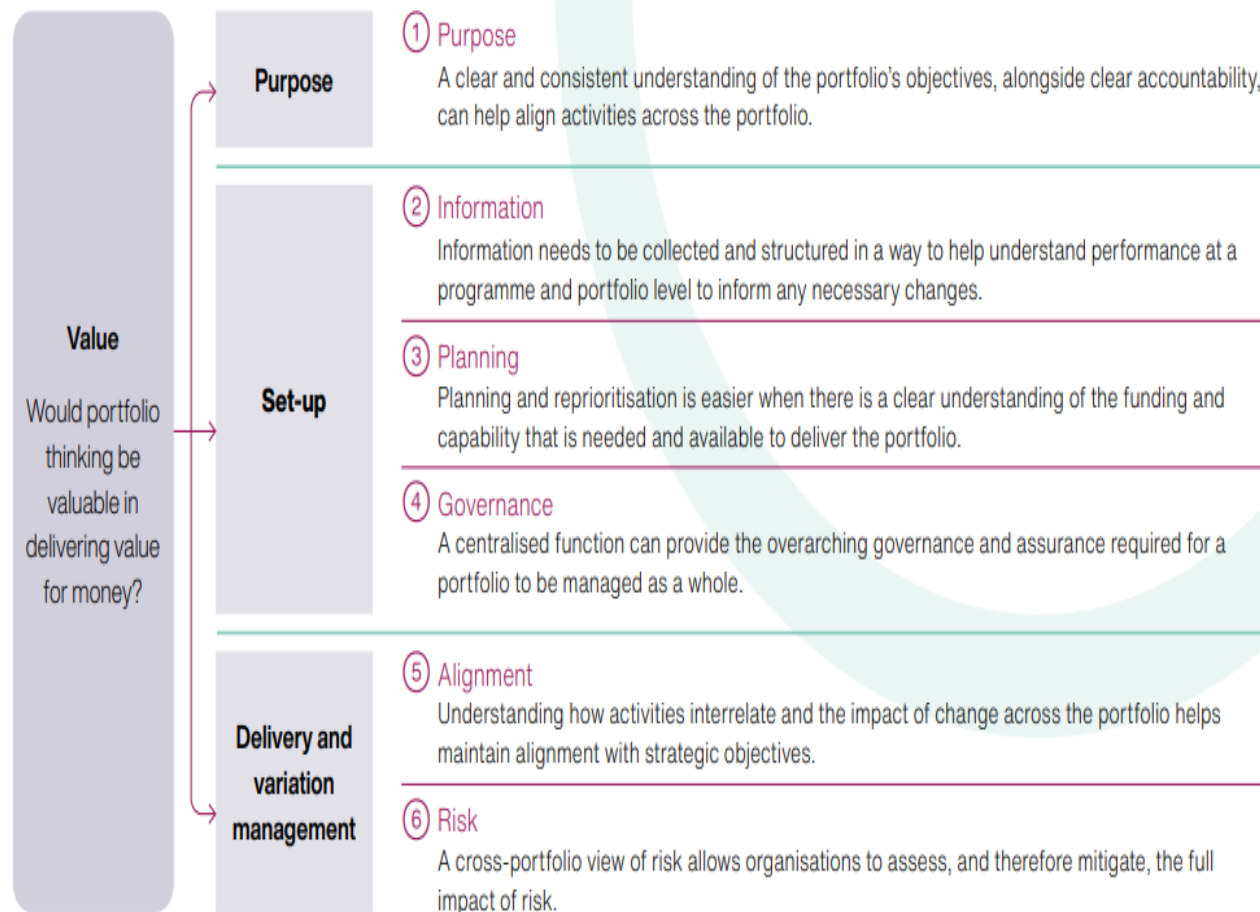 Value
Would portfolio
thinking be
valuable in
delivering value
for money?
Purpose
① Purpose
A clear and consistent understanding of the portfolio's objectives, alongside clear accountability,
can help align activities across the portfolio.
Set-up
② Information
Information needs to be collected and structured in a way to help understand performance at a
programme and portfolio level to inform any necessary changes.
③ Planning
Planning and reprioritisation is easier when there is a clear understanding of the funding and
capability that is needed and available to deliver the portfolio.
④ Governance
A centralised function can provide the overarching governance and assurance required for a
portfolio to be managed as a whole.
Delivery and
variation
management
⑤ Alignment
Understanding how activities interrelate and the impact of change across the portfolio helps
maintain alignment with strategic objectives.
⑥ Risk
A cross-portfolio view of risk allows organisations to assess, and therefore mitigate, the full
impact of risk.